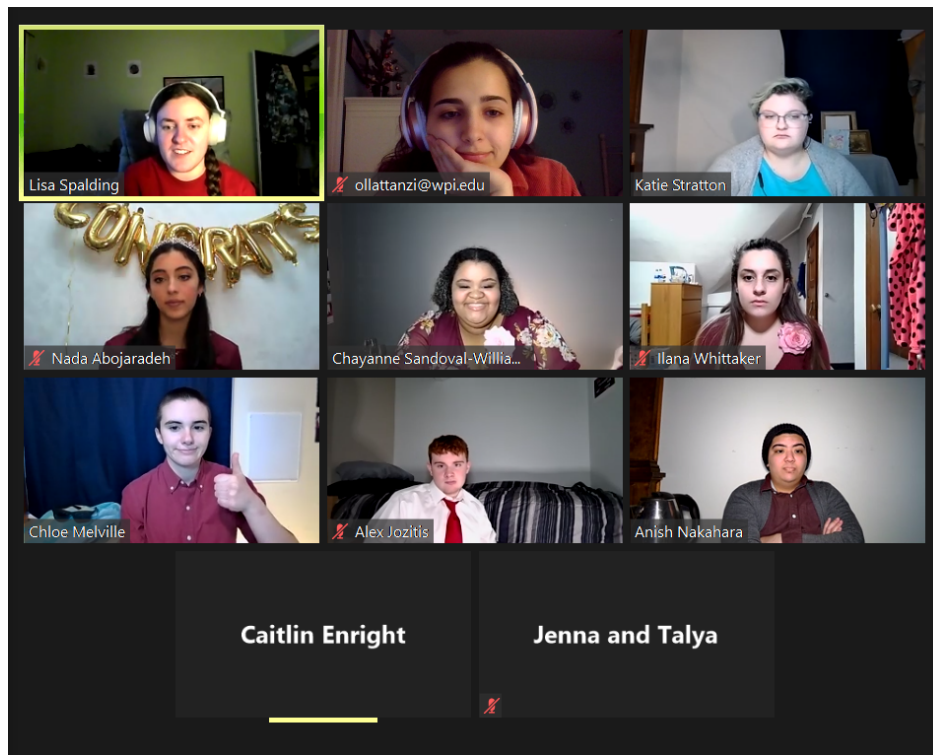 Lisa Spalding
ollattanzi@wpi.edu
Katie Stratton
CONGRATS
Nada Abojaradeh
Chayanne Sandoval-Willia...
Ilana Whittaker
Chloe Melville
Alex Jozitis
Anish Nakahara
Caitlin Enright
Jenna and Talya